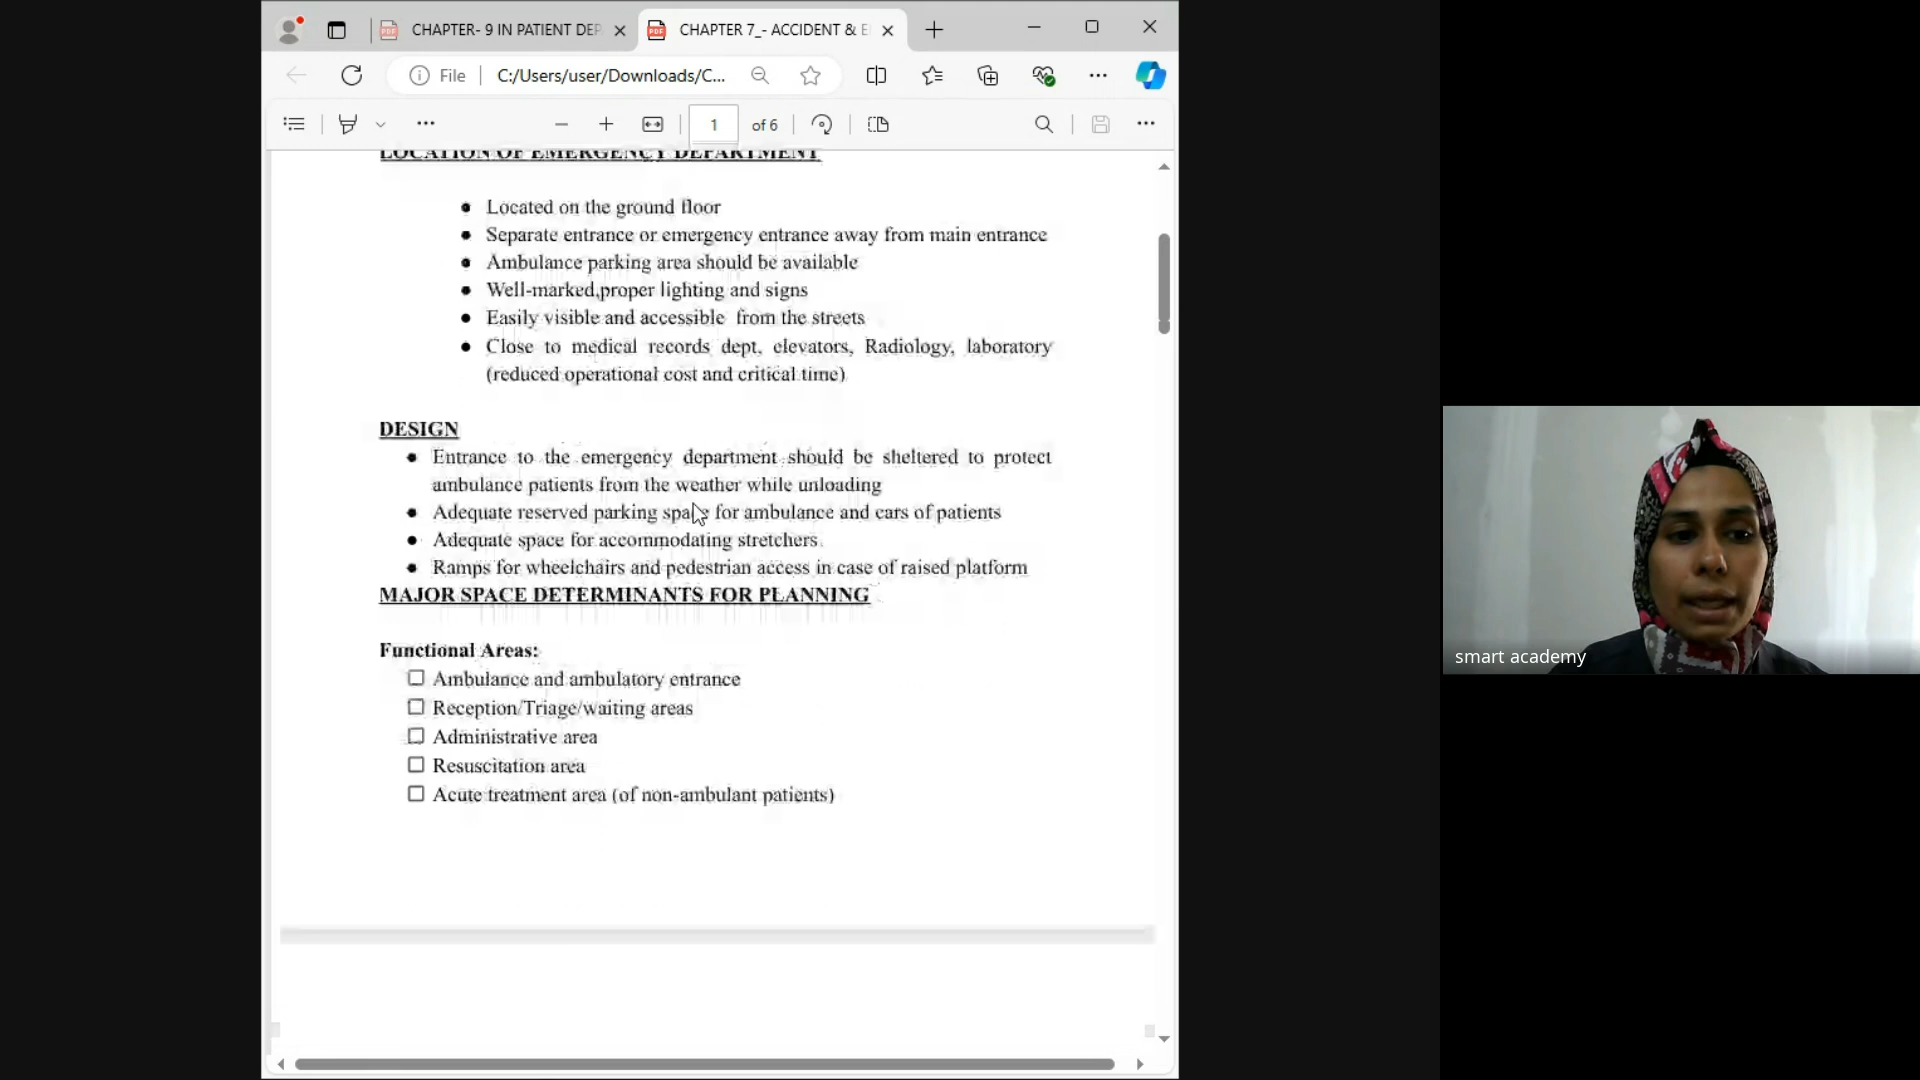 CHAPTER- 9 IN PATIENT DEP
CHAPTER 7_- ACCIDENT & E
File
C:/Users/user/Downloads/C...
1 of 6
LOCATION OF EMERGENCY DEPARTMENT
Located on the ground floor
Separate entrance or emergency entrance away from main entrance
Ambulance parking area should be available
Well-marked,proper lighting and signs
Easily visible and accessible from the streets
Close to medical records dept, elevators, Radiology, laboratory
(reduced operational cost and critical time)
DESIGN
Entrance to the emergency department should be sheltered to protect
ambulance patients from the weather while unloading
Adequate reserved parking space for ambulance and cars of patients
Adequate space for accommodating stretchers
Ramps for wheelchairs and pedestrian access in case of raised platform
MAJOR SPACE DETERMINANTS FOR PLANNING
Functional Areas:
Ambulance and ambulatory entrance
Reception/Triage/waiting areas
Administrative area
Resuscitation area
Acute treatment area (of non-ambulant patients)
smart academy